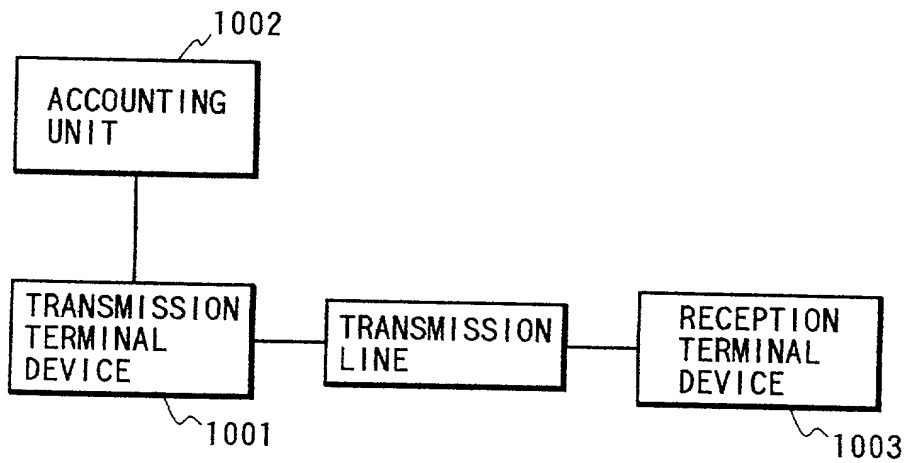 1002
ACCOUNTING
UNIT
TRANSMISSION
TERMINAL
DEVICE
1001
TRANSMISSION
LINE
RECEPTION
TERMINAL
DEVICE
1003